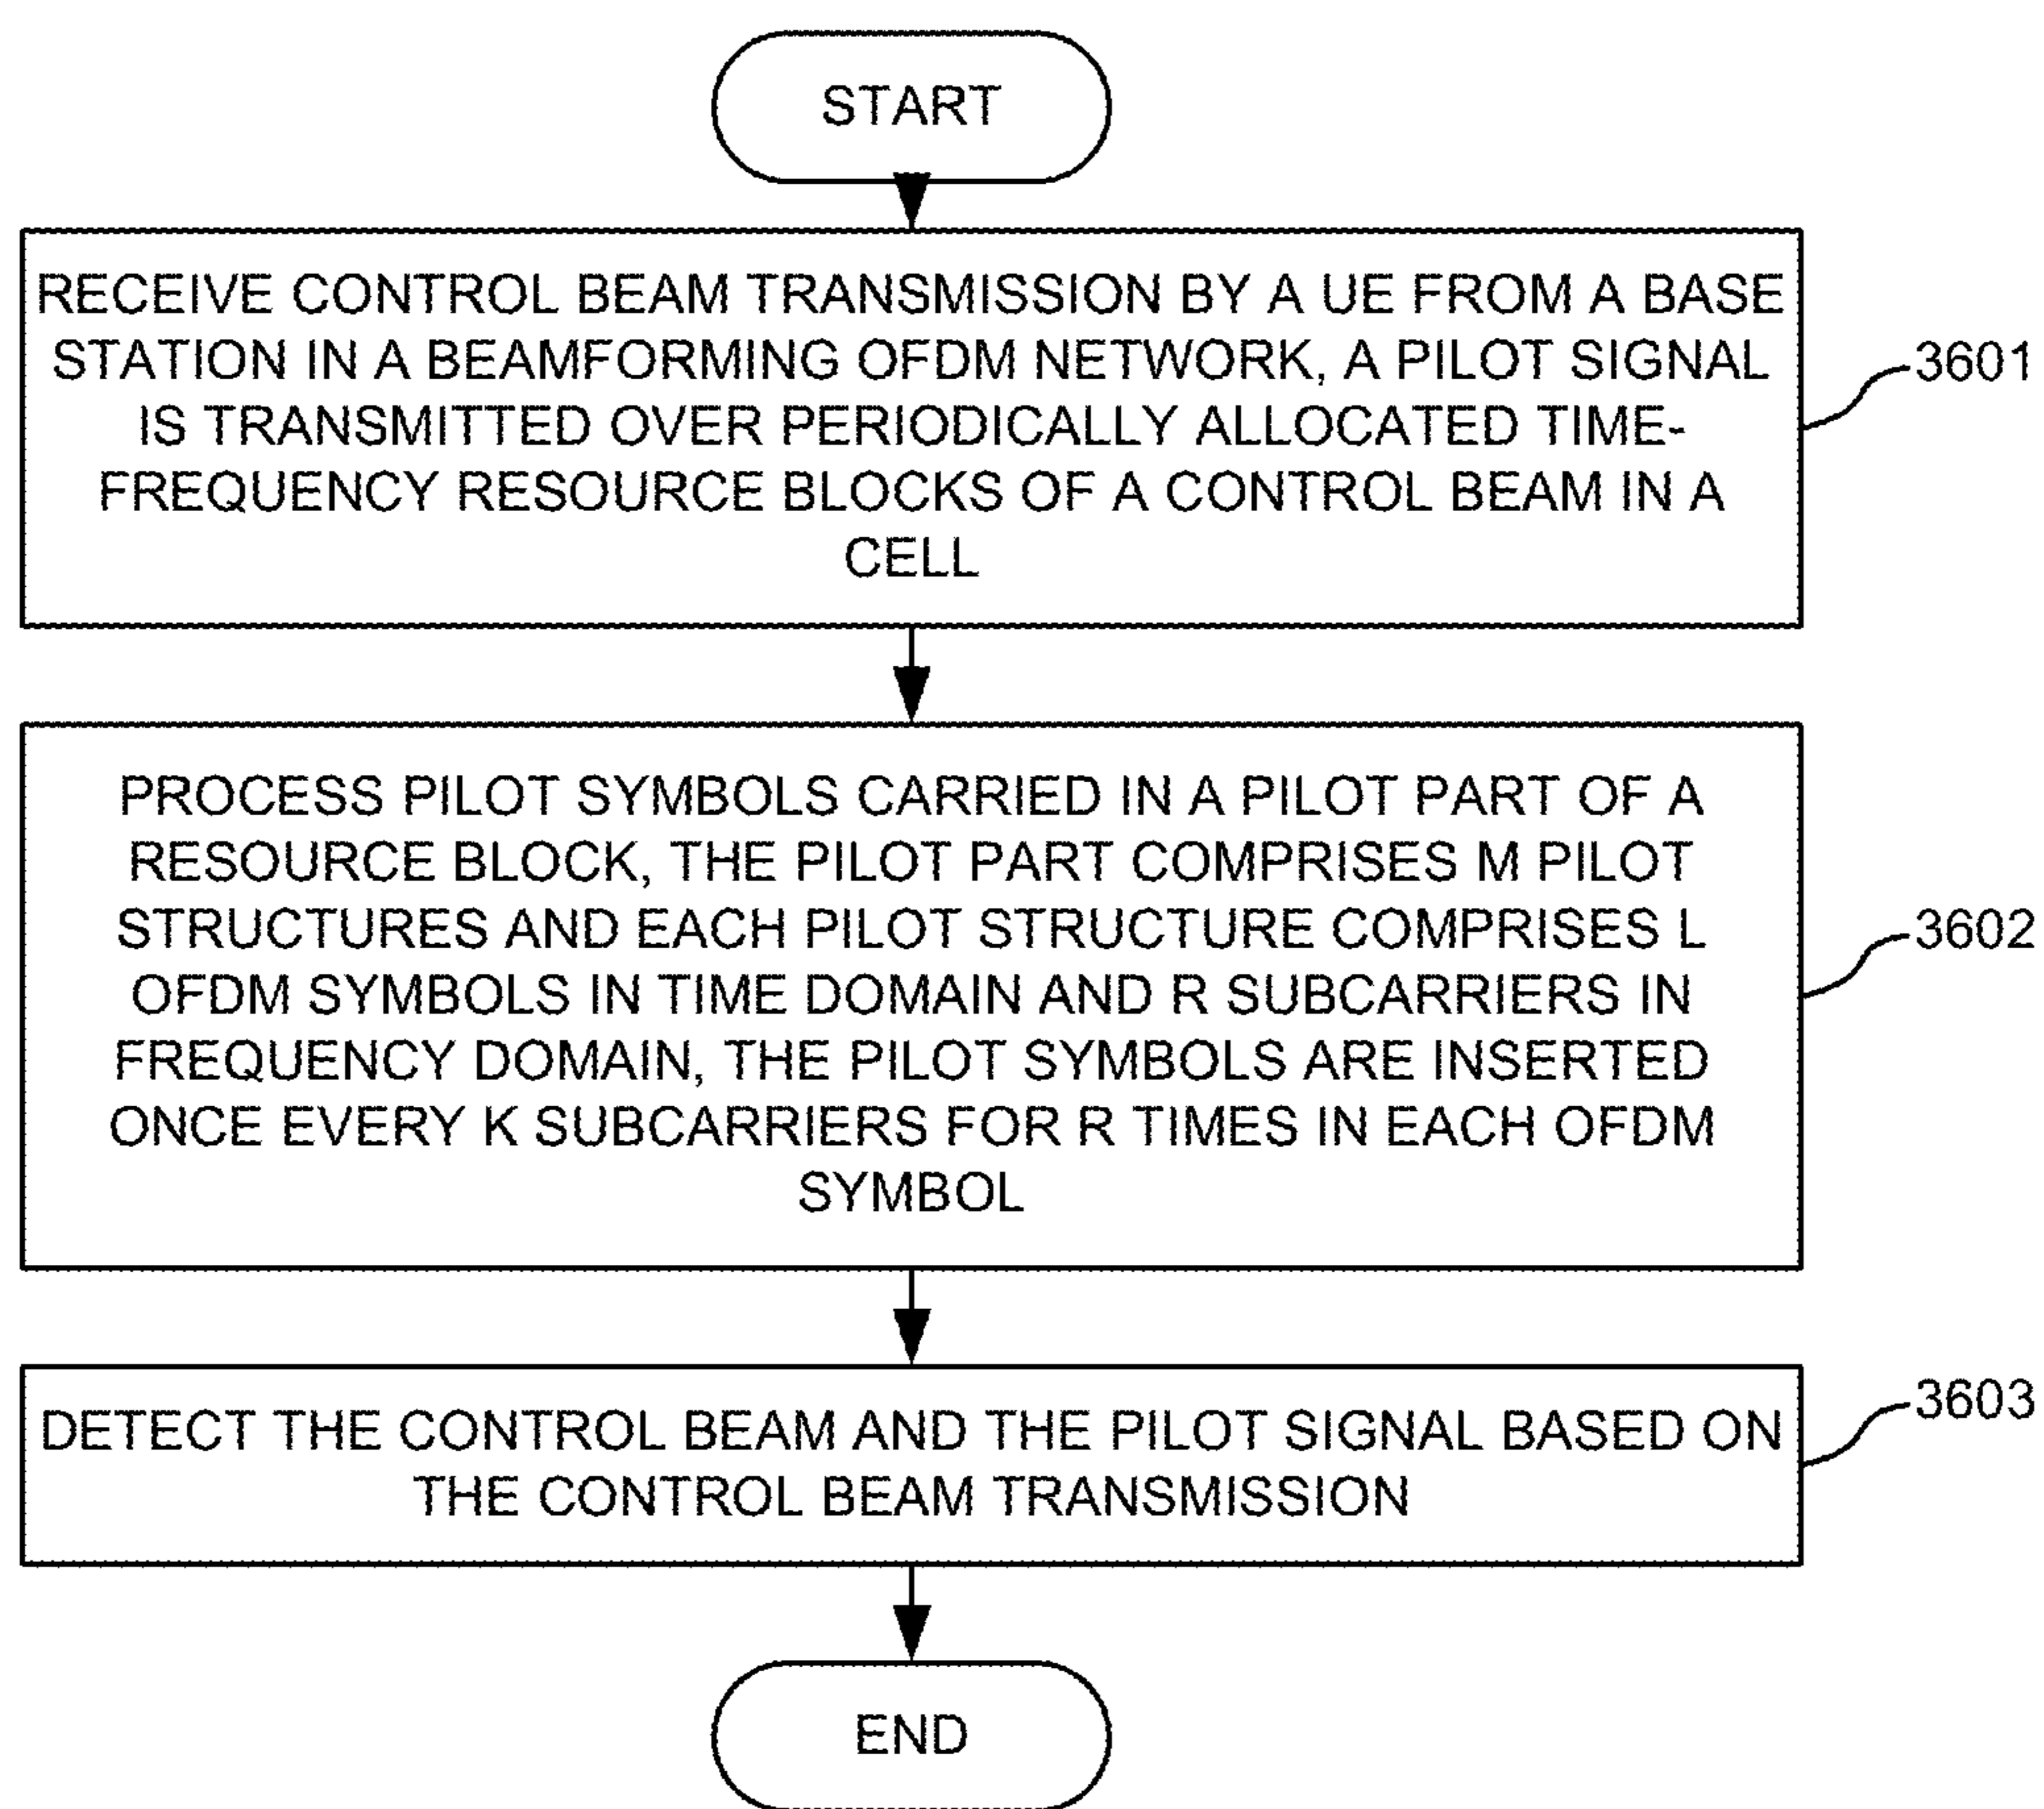 START
RECEIVE CONTROL BEAM TRANSMISSION BY A UE FROM A BASE
STATION IN A BEAMFORMING OFDM NETWORK, A PILOT SIGNAL
IS TRANSMITTED OVER PERIODICALLY ALLOCATED TIME-
FREQUENCY RESOURCE BLOCKS OF A CONTROL BEAM IN A
CELL
3601
PROCESS PILOT SYMBOLS CARRIED IN A PILOT PART OF A
RESOURCE BLOCK, THE PILOT PART COMPRISES M PILOT
STRUCTURES AND EACH PILOT STRUCTURE COMPRISES L
OFDM SYMBOLS IN TIME DOMAIN AND R SUBCARRIERS IN
FREQUENCY DOMAIN, THE PILOT SYMBOLS ARE INSERTED
ONCE EVERY K SUBCARRIERS FOR R TIMES IN EACH OFDM
SYMBOL
3602
DETECT THE CONTROL BEAM AND THE PILOT SIGNAL BASED ON
THE CONTROL BEAM TRANSMISSION
3603
END